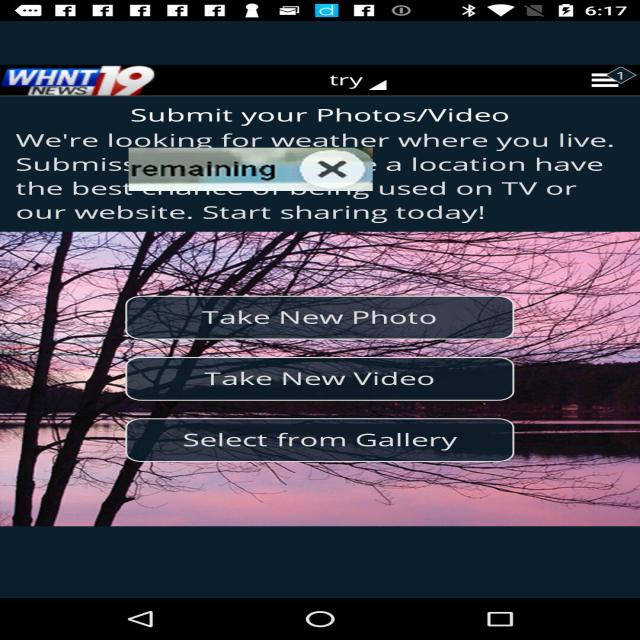 6:17
WHNT 19
NEWS
try
1
Submit your Photos/Video
We're looking for weather where you live.
Submiss remaining a location have
the best chance of being used on TV or
our website. Start sharing today!
Take New Photo
Take New Video
Select from Gallery